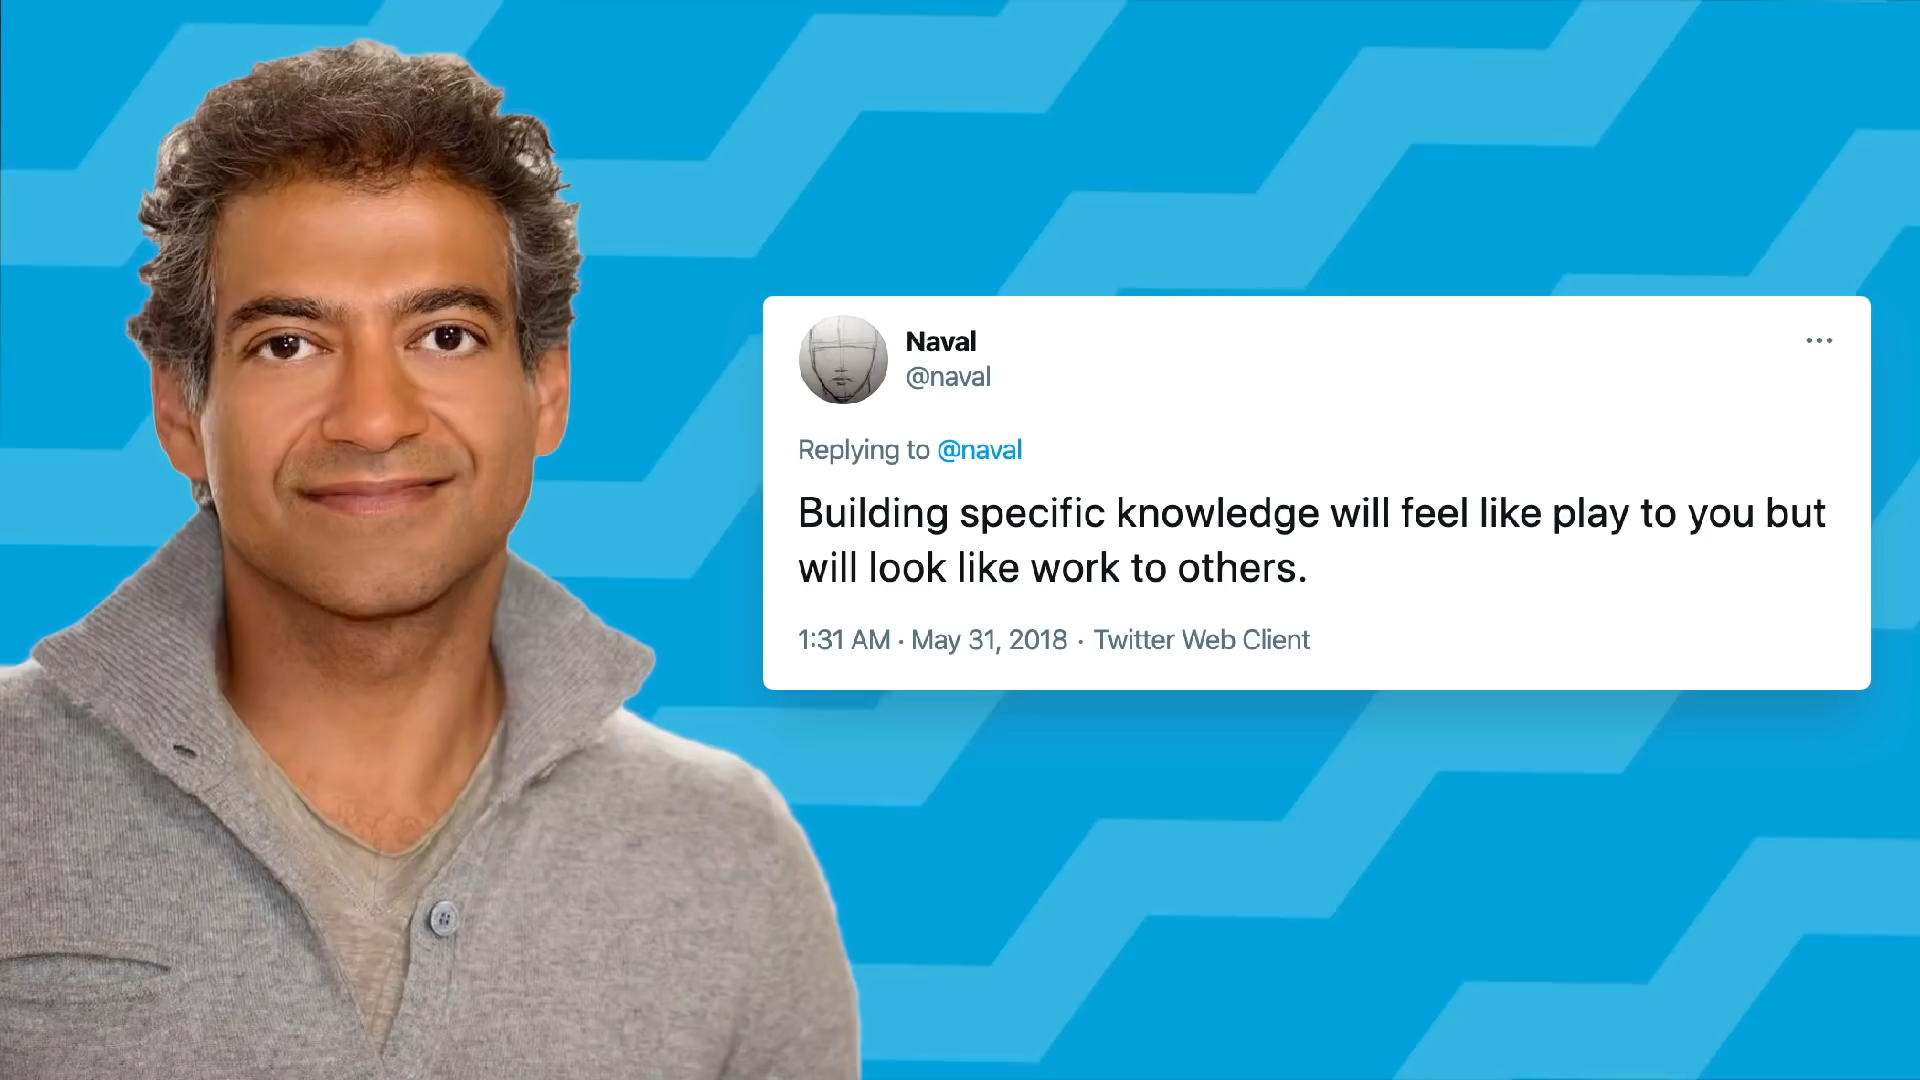 Naval
@naval
Replying to @naval
Building specific knowledge will feel like play to you but
will look like work to others.
1:31 AM · May 31, 2018 · Twitter Web Client